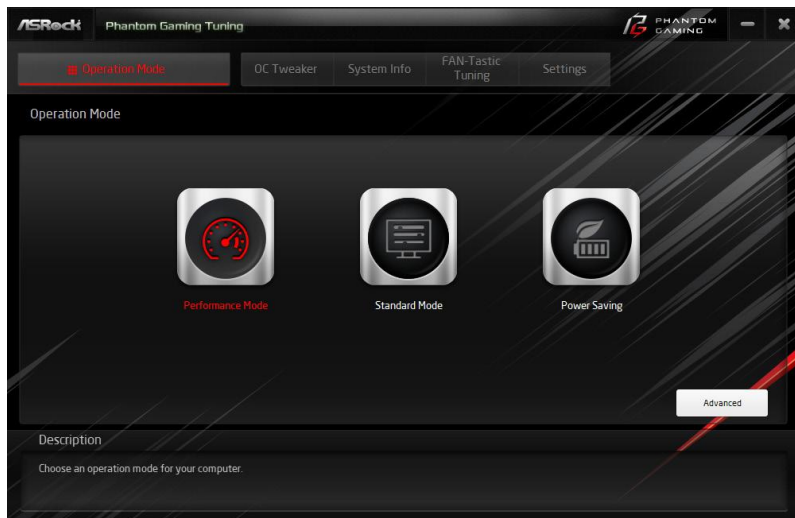 ASRock
Phantom Gaming Tuning
PHANTOM
GAMING
Operation Mode
OC Tweaker
System Info
FAN-Tastic
Tuning
Settings
Operation Mode
Performance Mode
Standard Mode
Power Saving
Advanced
Description
Choose an operation mode for your computer.